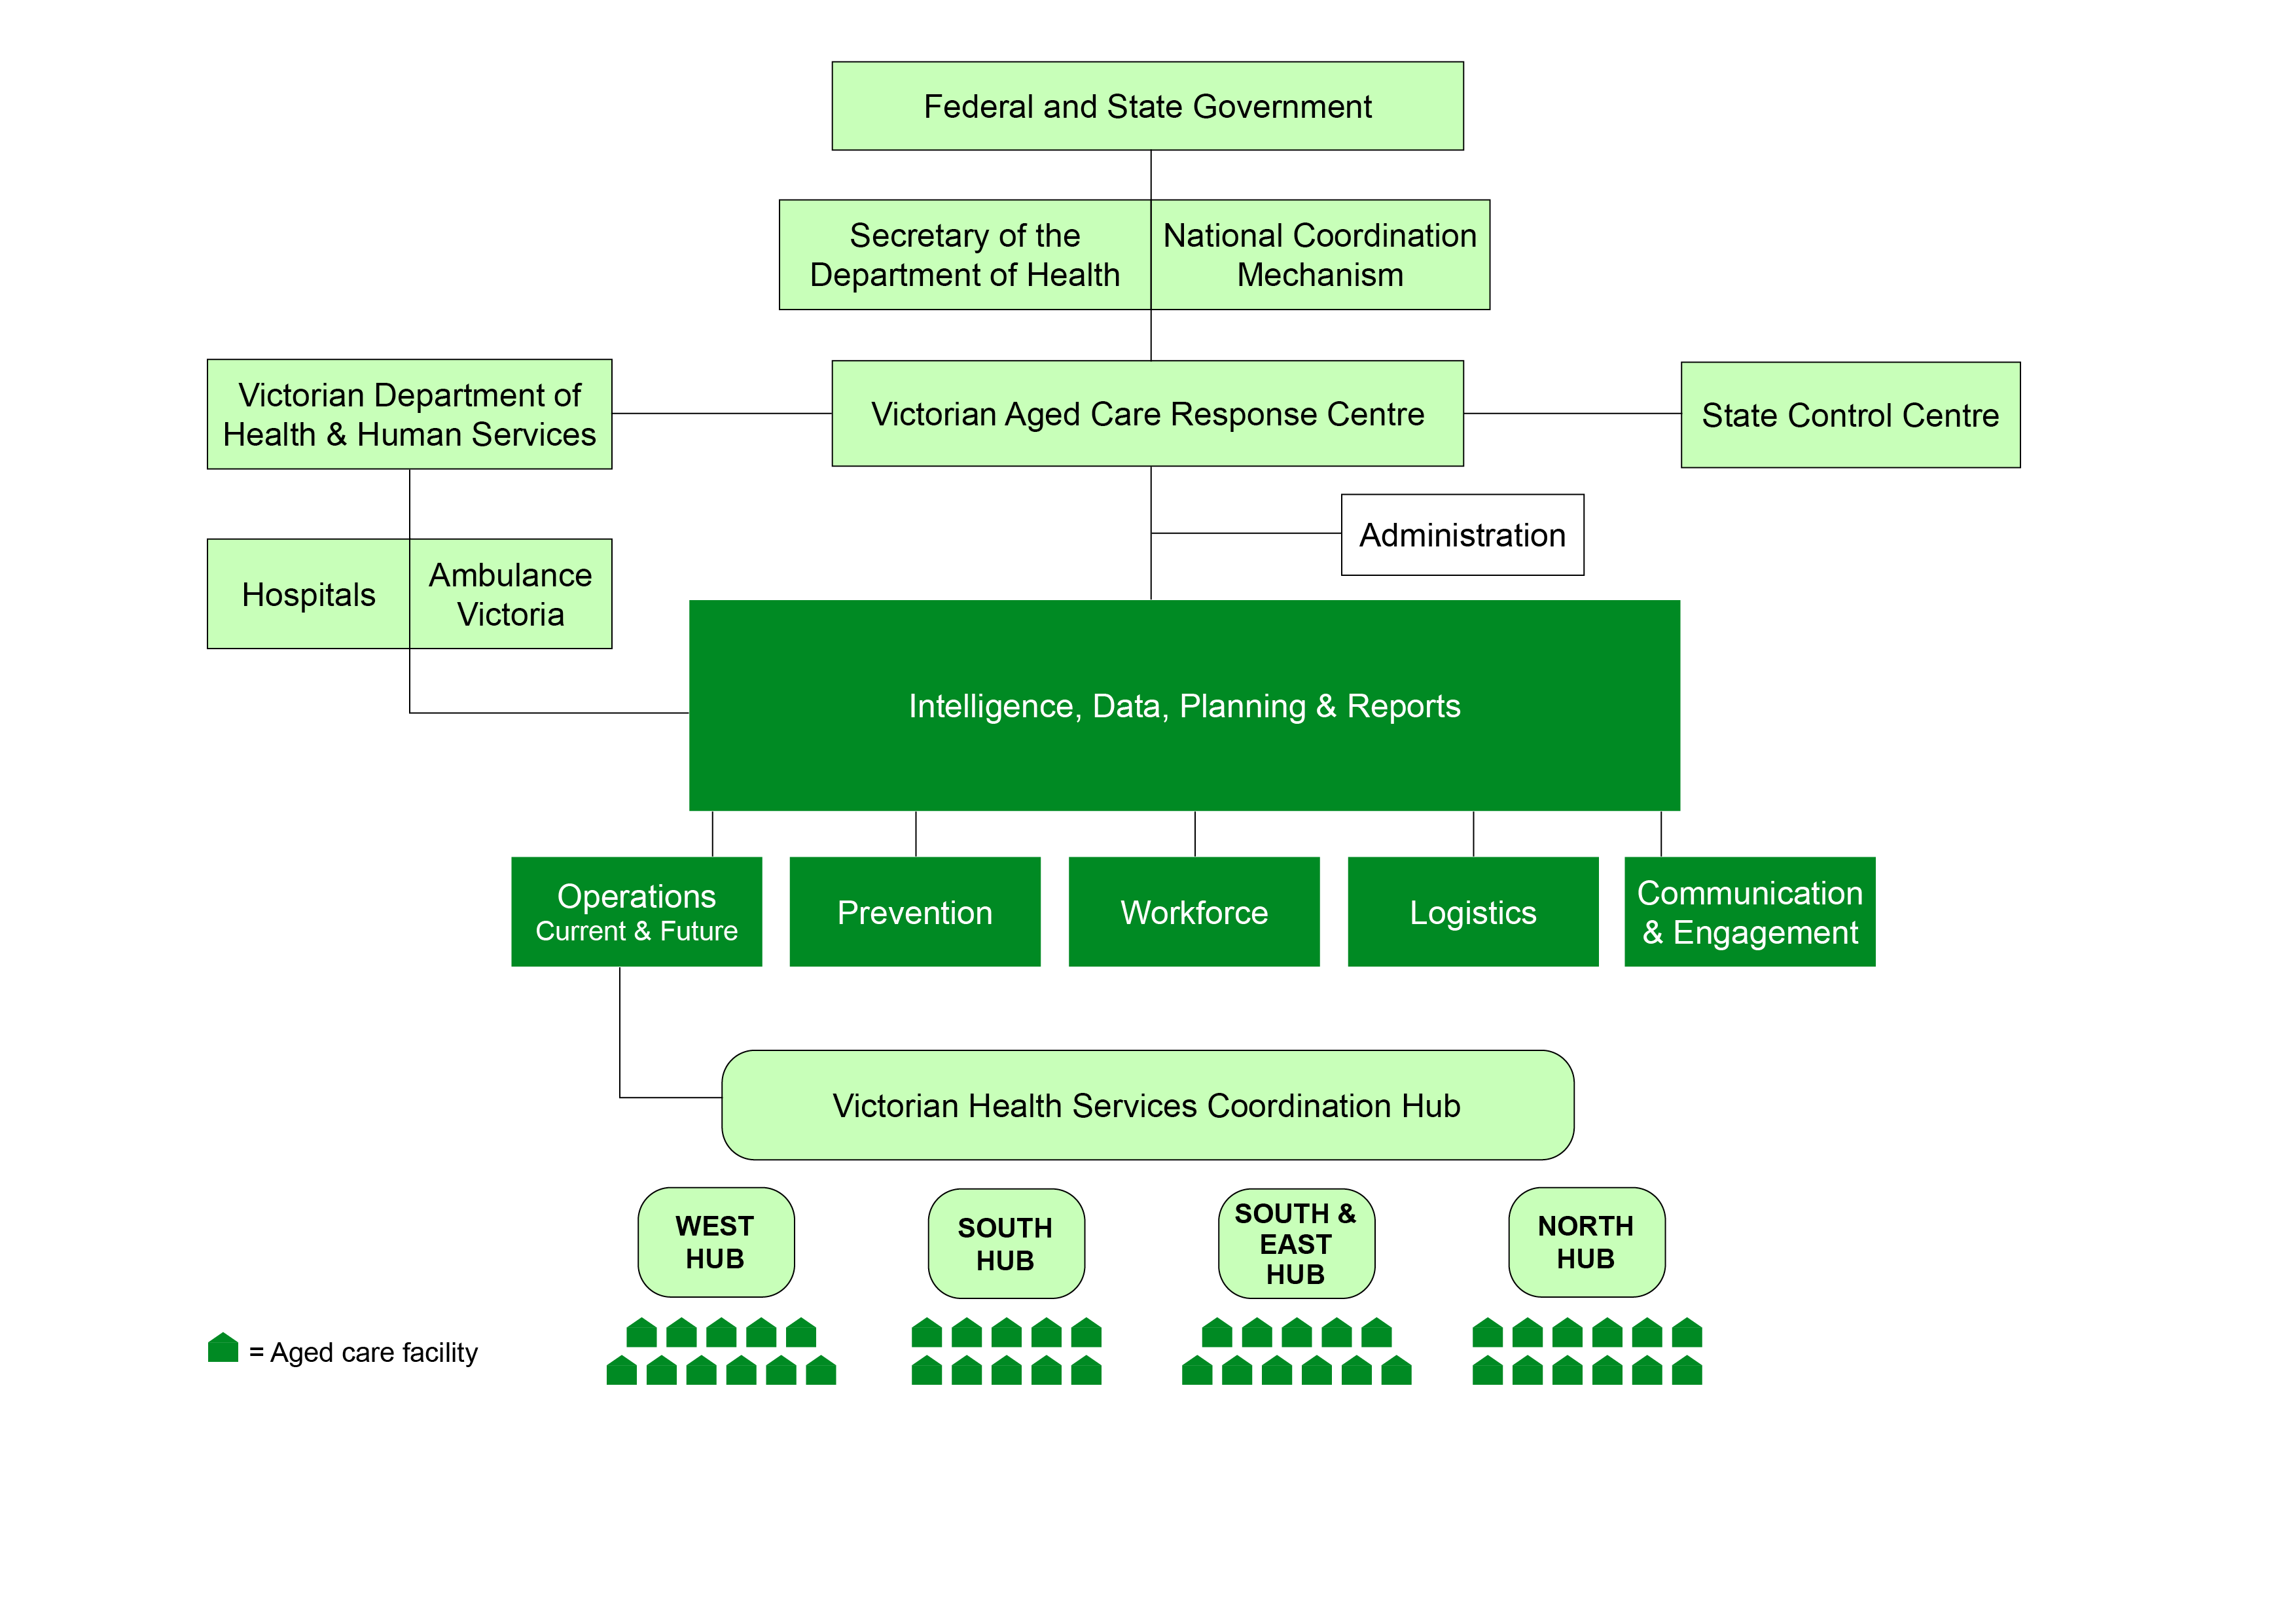 Federal and State Government
Secretary of the
Department of Health
National Coordination
Mechanism
Victorian Department of
Health & Human Services
Victorian Aged Care Response Centre
State Control Centre
Administration
Hospitals
Ambulance
Victoria
Intelligence, Data, Planning & Reports
Operations
Current & Future
Prevention
Workforce
Logistics
Communication
& Engagement
Victorian Health Services Coordination Hub
WEST
HUB
SOUTH
HUB
SOUTH &
EAST
HUB
NORTH
HUB
= Aged care facility